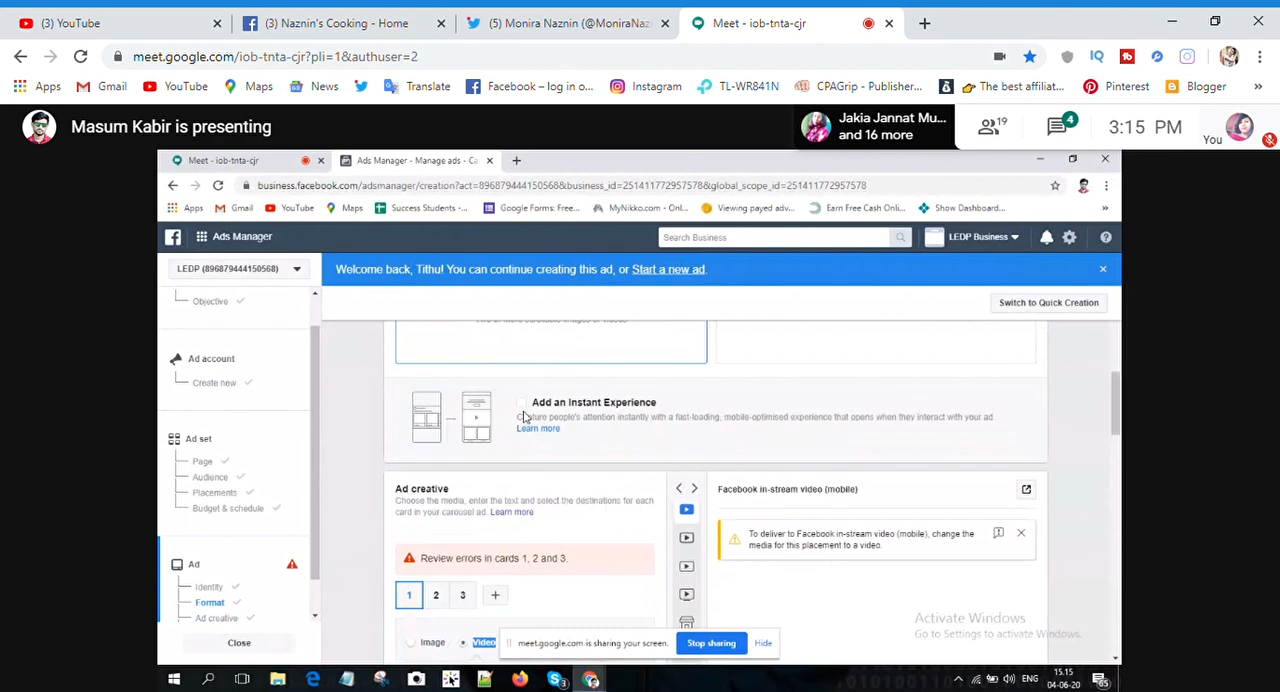 (3) YouTube
(3) Naznin's Cooking - Home
(5) Monira Naznin (@MoniraNaz
Meet - iob-tnta-cjr
meet.google.com/iob-tnta-cjr?pli=1&authuser=2
Apps Gmail YouTube Maps News Translate Facebook – log in o... Instagram TL-WR841N CPAGrip - Publisher... The best affiliat... Pinterest Blogger »
Masum Kabir is presenting
Jakia Jannat Mu...
and 16 more
19
4
3:15 PM
You
Meet - iob-tnta-cjr
Ads Manager - Manage ads - Ca
business.facebook.com/adsmanager/creation?act=896879444150568&business_id=251411772957578&global_scope_id=251411772957578
Apps Gmail YouTube Maps Success Students -... Google Forms: Free... MyNikko.com - Onl... Viewing payed adv... Earn Free Cash Onli... Show Dashboard... »
Ads Manager
Search Business
LEDP Business
LEDP (896879444150568)
Welcome back, Tithu! You can continue creating this ad, or Start a new ad.
Switch to Quick Creation
Objective
Ad account
Create new
Ad set
Page
Audience
Placements
Budget & schedule
Ad
Identity
Format
Ad creative
Close
Add an Instant Experience
people's attention instantly with a fast-loading, mobile-optimised experience that opens when they interact with your ad
Learn more
Ad creative
Choose the media, enter the text and select the destinations for each
card in your carousel ad. Learn more
Review errors in cards 1, 2 and 3.
1 2 3 +
Image Video
Facebook in-stream video (mobile)
To deliver to Facebook in-stream video (mobile), change the
media for this placement to a video.
meet.google.com is sharing your screen.
Stop sharing
Hide
Activate Windows
Go to Settings to activate Windows.
3
ENG
15.15
04-06-20
65